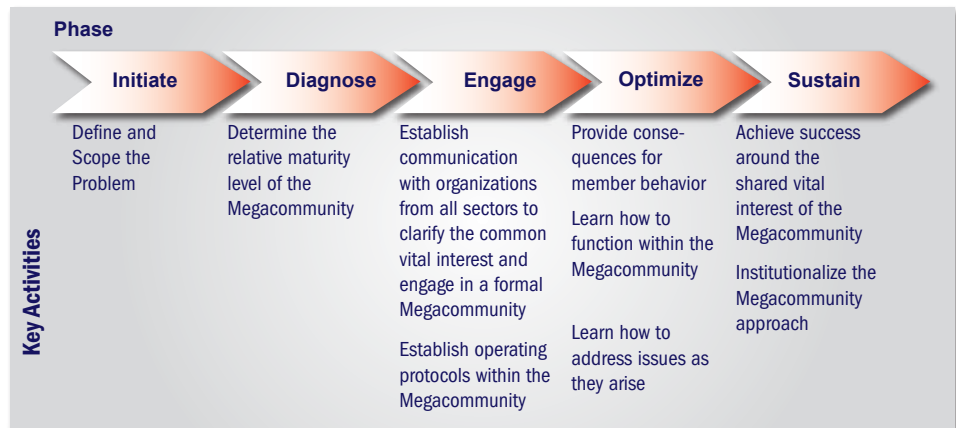 Phase
Initiate
Diagnose
Engage
Optimize
Sustain
Key Activities
Define and
Scope the
Problem
Determine the
relative maturity
level of the
Megacommunity
Establish
communication
with organizations
from all sectors to
clarify the common
vital interest and
engage in a formal
Megacommunity
Establish operating
protocols within the
Megacommunity
Provide conse-
quences for
member behavior
Learn how to
function within the
Megacommunity
Learn how to
address issues as
they arise
Achieve success
around the
shared vital
interest of the
Megacommunity
Institutionalize the
Megacommunity
approach